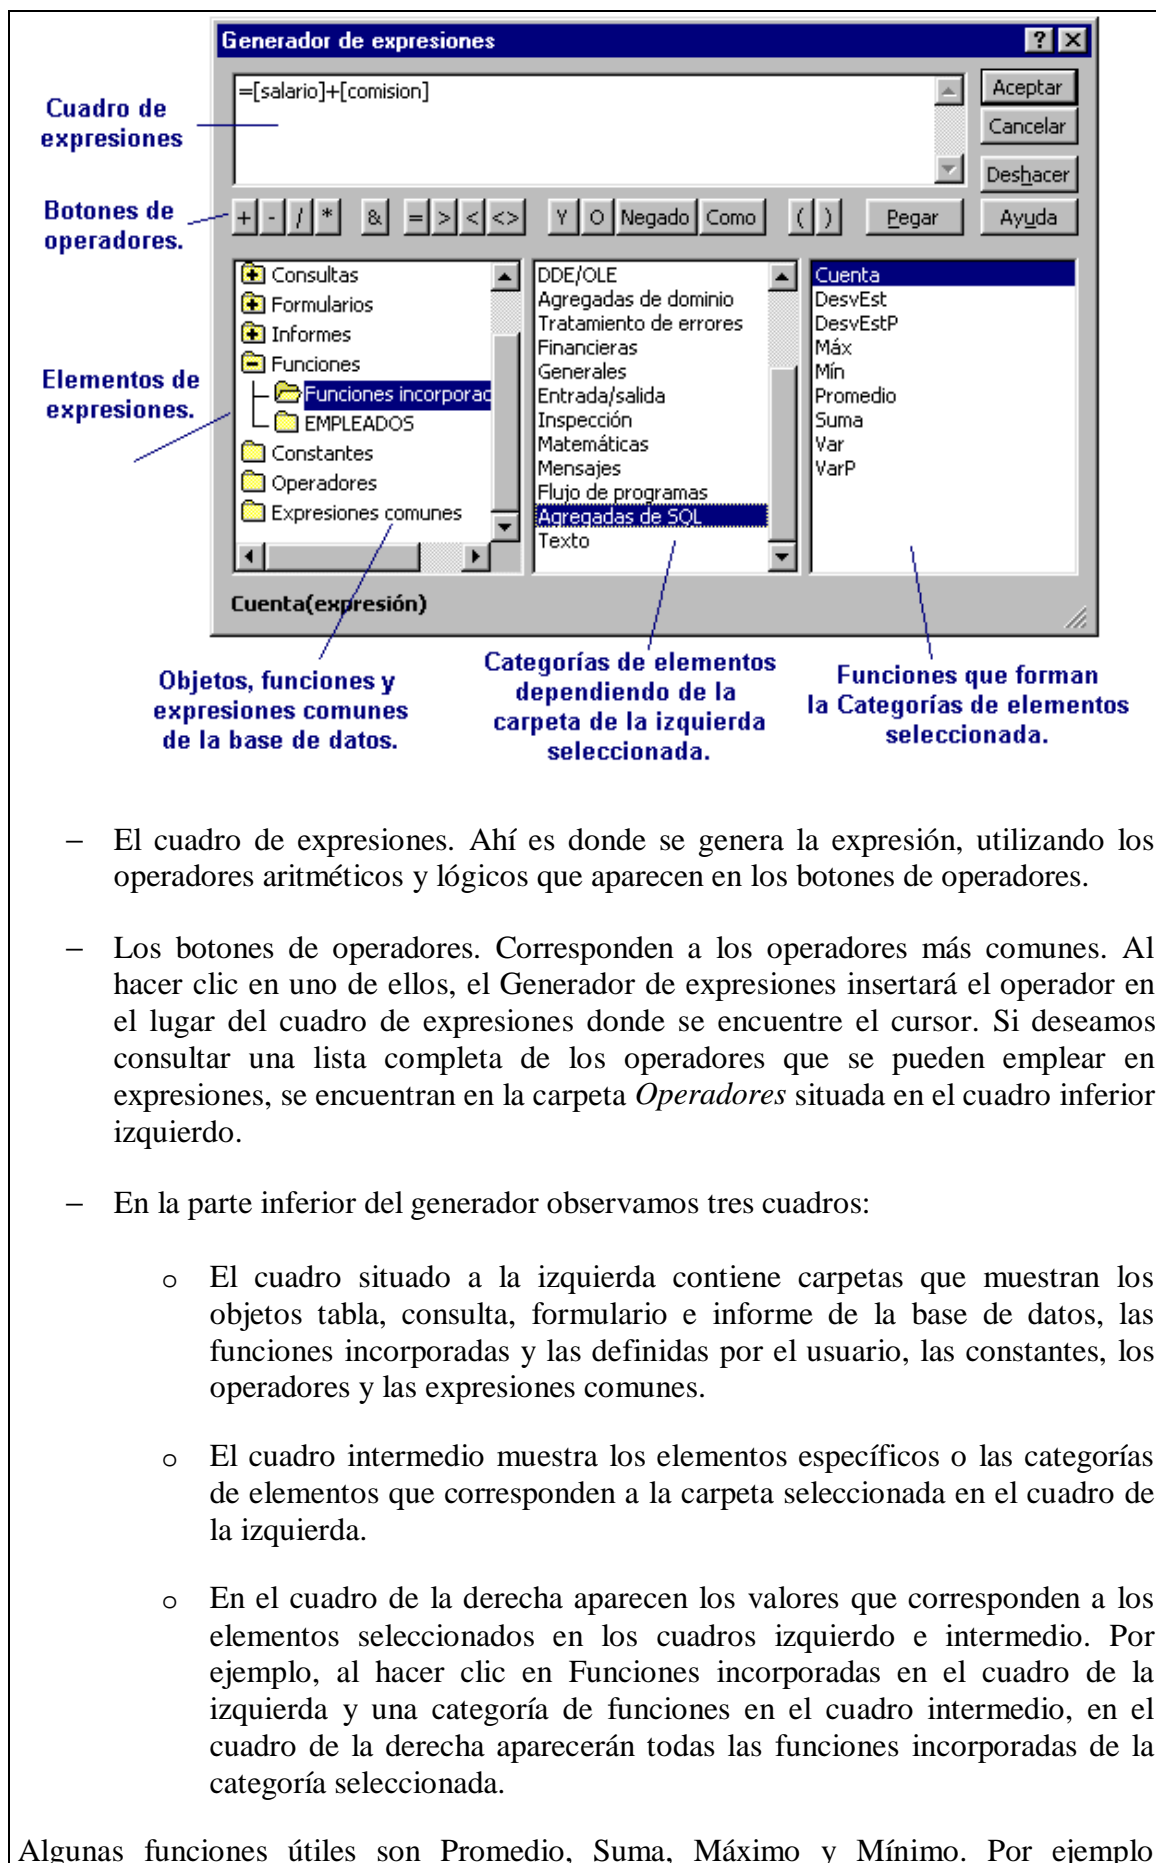 Generador de expresiones
=[salario]+[comision]
Aceptar
Cancelar
Deshacer
Cuadro de
expresiones
Botones de
operadores.
+ - / * & = > < <> Y O Negado Como ( ) Pegar Ayuda
Elementos de
expresiones.
Consultas
Formularios
Informes
Funciones
Funciones incorporac
EMPLEADOS
Constantes
Operadores
Expresiones comunes
DDE/OLE
Agregadas de dominio
Tratamiento de errores
Financieras
Generales
Entrada/salida
Inspección
Matemáticas
Mensajes
Flujo de programas
Agregadas de SQL
Texto
Cuenta
DesvEst
DesvEstP
Máx
Mín
Promedio
Suma
Var
VarP
Cuenta(expresión)
Objetos, funciones y
expresiones comunes
de la base de datos.
Categorías de elementos
dependiendo de la
carpeta de la izquierda
seleccionada.
Funciones que forman
la Categorías de elementos
seleccionada.
– El cuadro de expresiones. Ahí es donde se genera la expresión, utilizando los
operadores aritméticos y lógicos que aparecen en los botones de operadores.
– Los botones de operadores. Corresponden a los operadores más comunes. Al
hacer clic en uno de ellos, el Generador de expresiones insertará el operador en
el lugar del cuadro de expresiones donde se encuentre el cursor. Si deseamos
consultar una lista completa de los operadores que se pueden emplear en
expresiones, se encuentran en la carpeta Operadores situada en el cuadro inferior
izquierdo.
– En la parte inferior del generador observamos tres cuadros:
o El cuadro situado a la izquierda contiene carpetas que muestran los
objetos tabla, consulta, formulario e informe de la base de datos, las
funciones incorporadas y las definidas por el usuario, las constantes, los
operadores y las expresiones comunes.
o El cuadro intermedio muestra los elementos específicos o las categorías
de elementos que corresponden a la carpeta seleccionada en el cuadro de
la izquierda.
o En el cuadro de la derecha aparecen los valores que corresponden a los
elementos seleccionados en los cuadros izquierdo e intermedio. Por
ejemplo, al hacer clic en Funciones incorporadas en el cuadro de la
izquierda y una categoría de funciones en el cuadro intermedio, en el
cuadro de la derecha aparecerán todas las funciones incorporadas de la
categoría seleccionada.
Algunas funciones útiles son Promedio, Suma, Máximo y Mínimo. Por ejemplo